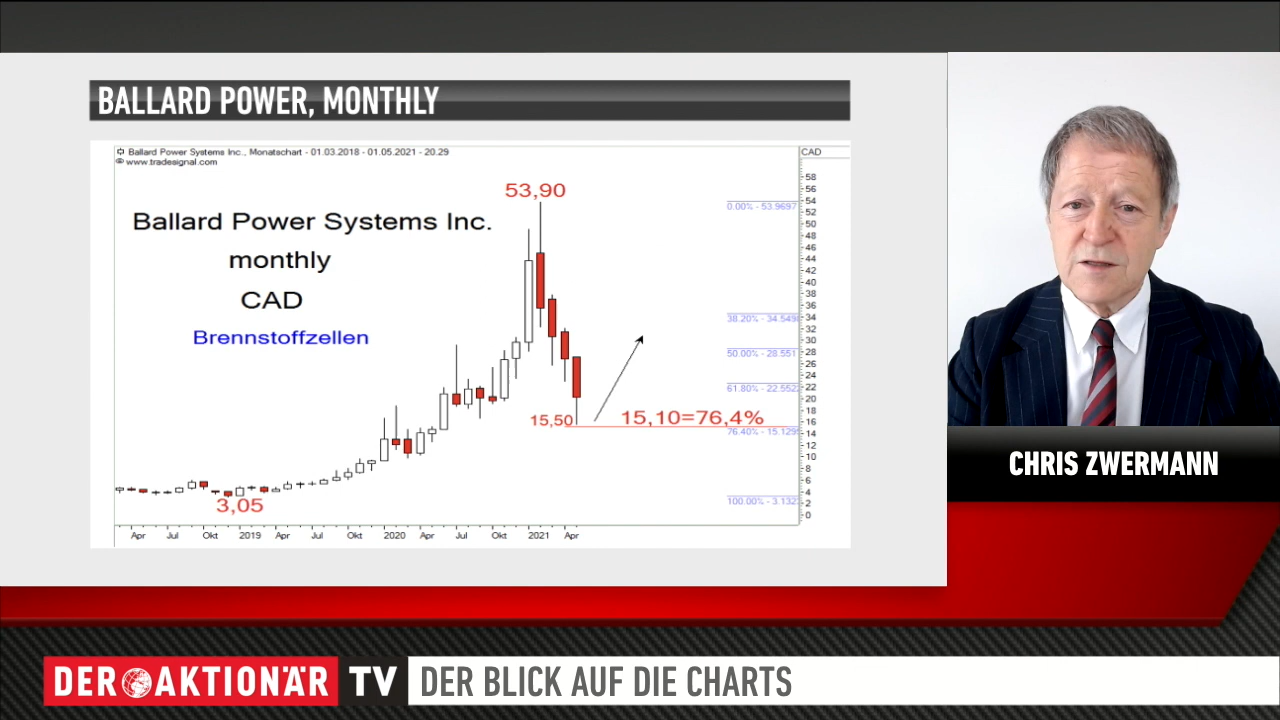 BALLARD POWER, MONTHLY
Ballard Power Systems Inc., Monatschart - 01.03.2018 - 01.05.2021 - 20.29
www.tradesignal.com
CAD
53,90
Ballard Power Systems Inc.
monthly
CAD
Brennstoffzellen
58
56
54
52
50
48
46
44
42
40
38
36
34
32
30
28
26
24
22
20
18
16
14
12
10
8
6
4
2
0
0.00% - 53.9697
38.20% - 34.549
50.00% - 28.551
61.80% - 22.552
76.40% - 15.129
100.00% - 3.132
15,50
15,10=76,4%
3,05
Apr Jul Okt 2019 Apr Jul Okt 2020 Apr Jul Okt 2021 Apr
CHRIS ZWERMANN
DER AKTIONÄR TV
DER BLICK AUF DIE CHARTS